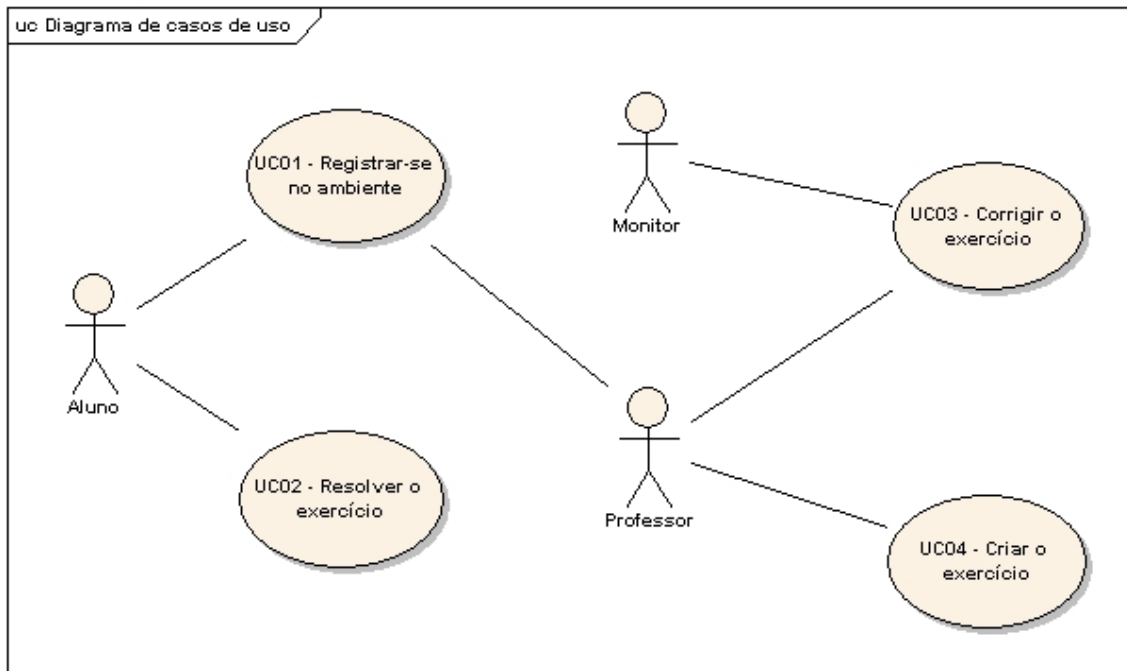 uc Diagrama de casos de uso
UC01 - Registrar-se
no ambiente
Monitor
UC03 - Corrigir o
exercício
Aluno
UC02 - Resolver o
exercício
Professor
UC04 - Criar o
exercício